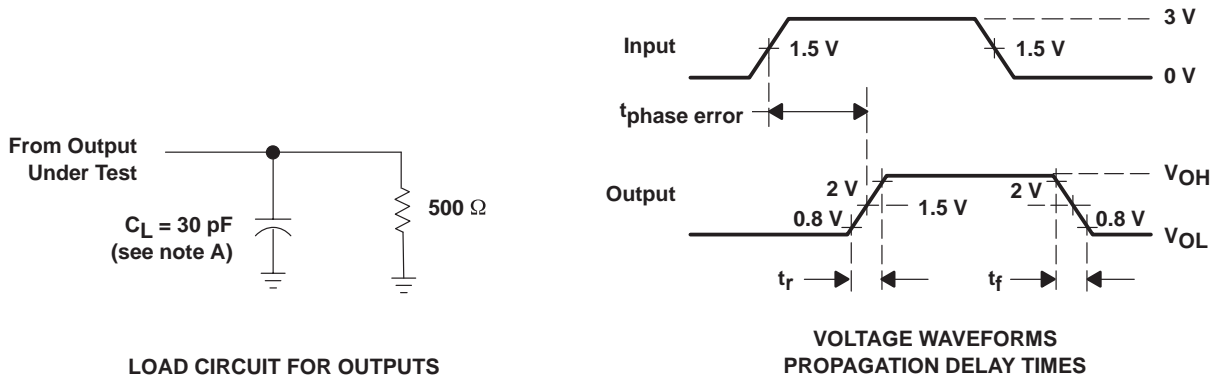 From Output
Under Test
C_L = 30 pF
(see note A)
500 Ω
LOAD CIRCUIT FOR OUTPUTS
Input
3 V
1.5 V
1.5 V
0 V
t_phase error
Output
2 V
1.5 V
0.8 V
2 V
0.8 V
V_OH
V_OL
t_r
t_f
VOLTAGE WAVEFORMS
PROPAGATION DELAY TIMES